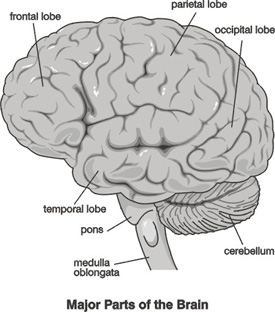 parietal lobe
frontal lobe
occipital lobe
temporal lobe
pons
cerebellum
medulla
oblongata
Major Parts of the Brain